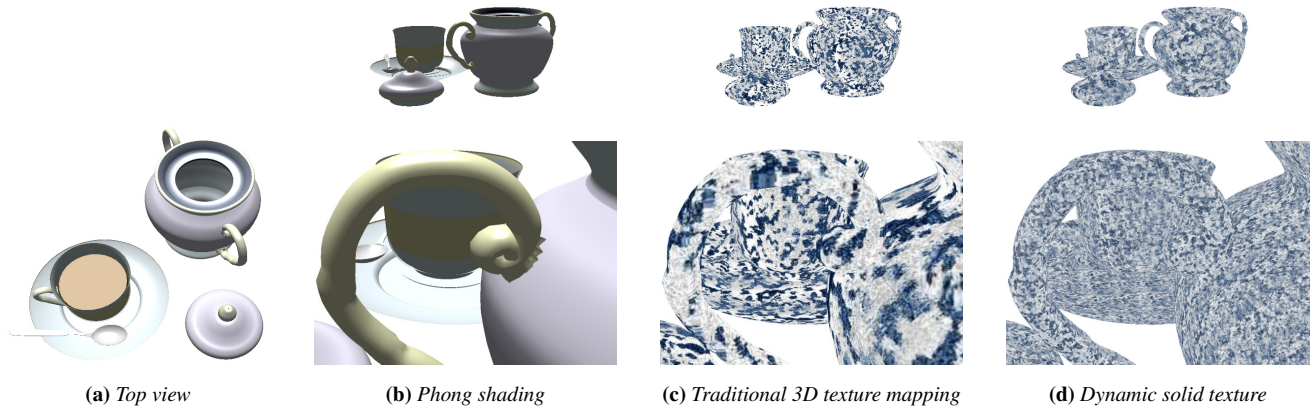 (a) Top view
(b) Phong shading
(c) Traditional 3D texture mapping
(d) Dynamic solid texture